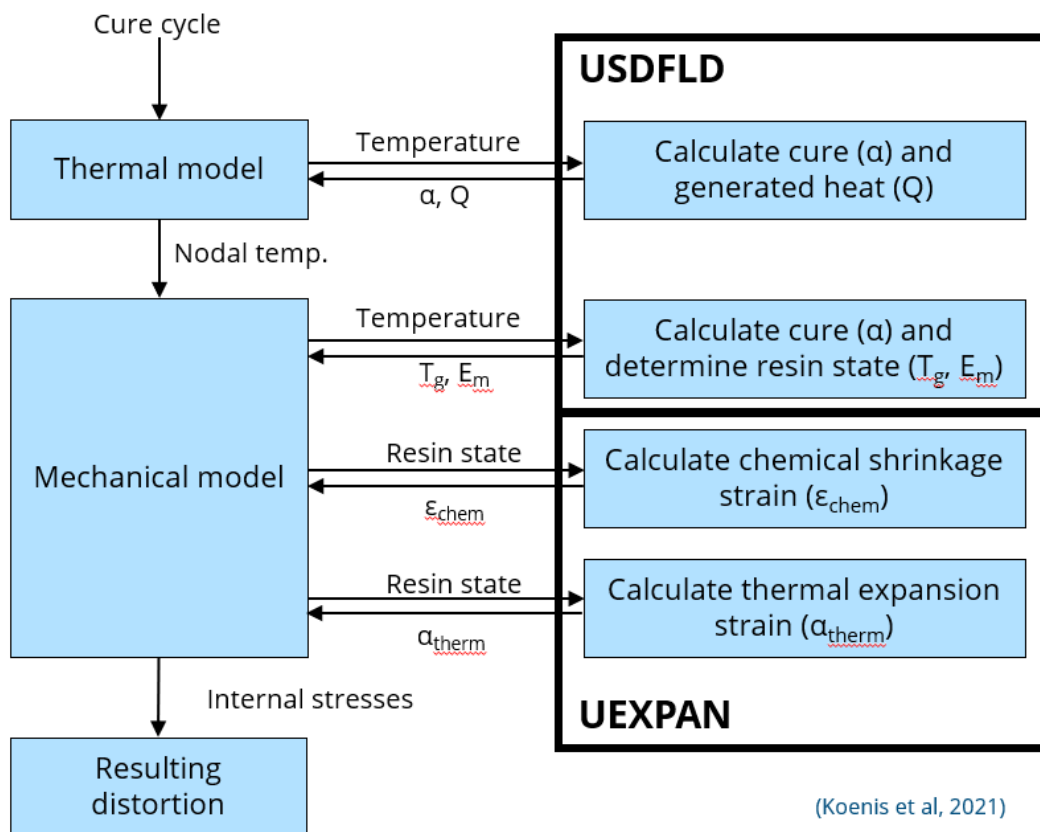 Cure cycle
USDFLD
Thermal model
Temperature
α, Q
Calculate cure (α) and
generated heat (Q)
Nodal temp.
Mechanical model
Temperature
Tg, Em
Calculate cure (α) and
determine resin state (Tg, Em)
Resin state
εchem
Calculate chemical shrinkage
strain (εchem)
Resin state
αtherm
Calculate thermal expansion
strain (αtherm)
Internal stresses
UEXPAN
Resulting
distortion
(Koenis et al, 2021)